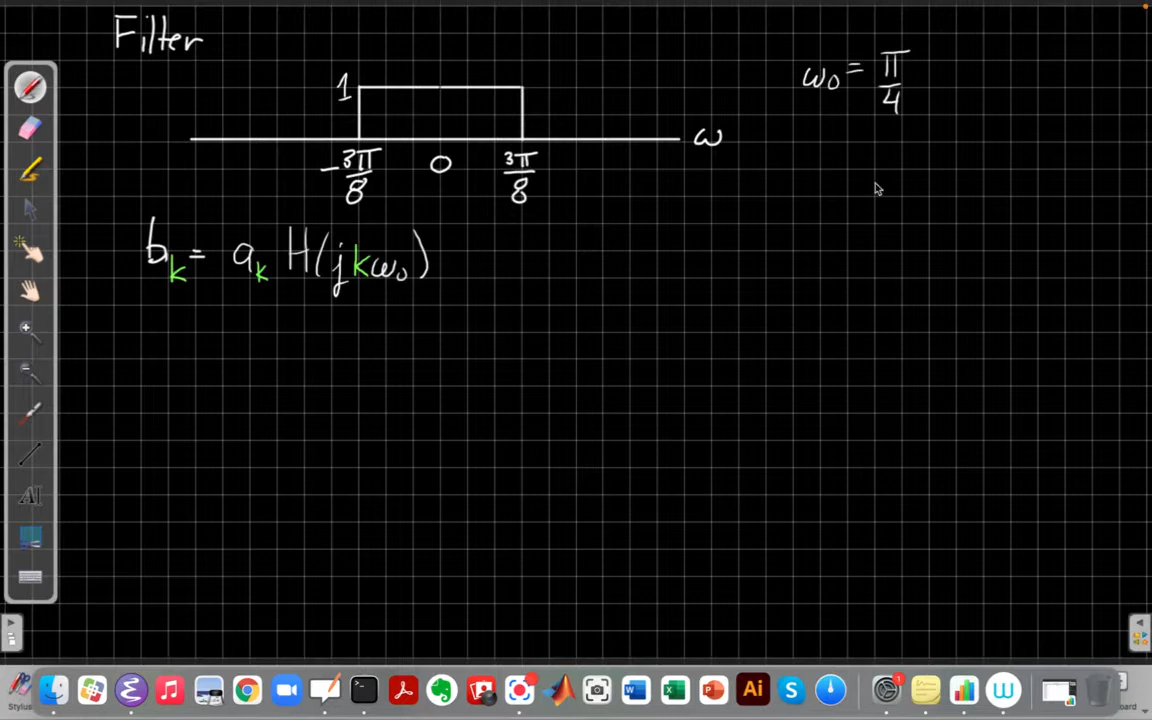 Filter
1
ω
-3π/8 0 3π/8
ω₀ = π/4
bₖ = aₖ H(jkω₀)